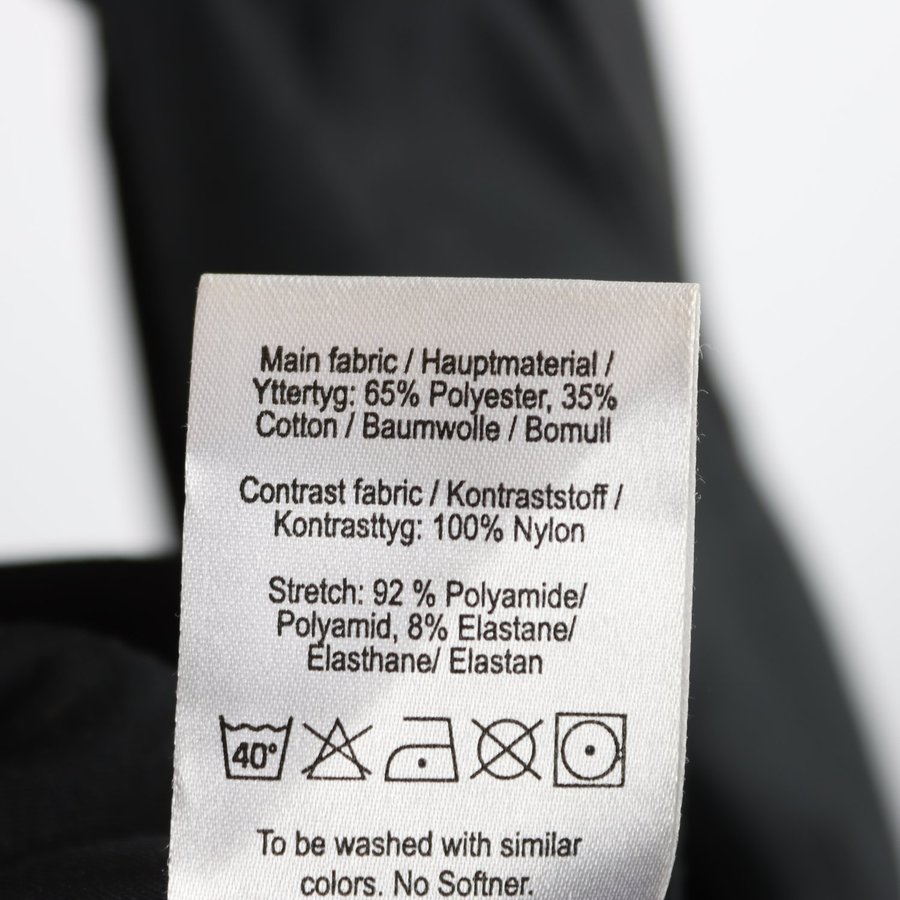 Main fabric / Hauptmaterial /
Yttertyg: 65% Polyester, 35%
Cotton / Baumwolle / Bomull
Contrast fabric / Kontraststoff /
Kontrasttyg: 100% Nylon
Stretch: 92 % Polyamide/
Polyamid, 8% Elastane/
Elasthane/ Elastan
40°
To be washed with similar
colors. No Softner.